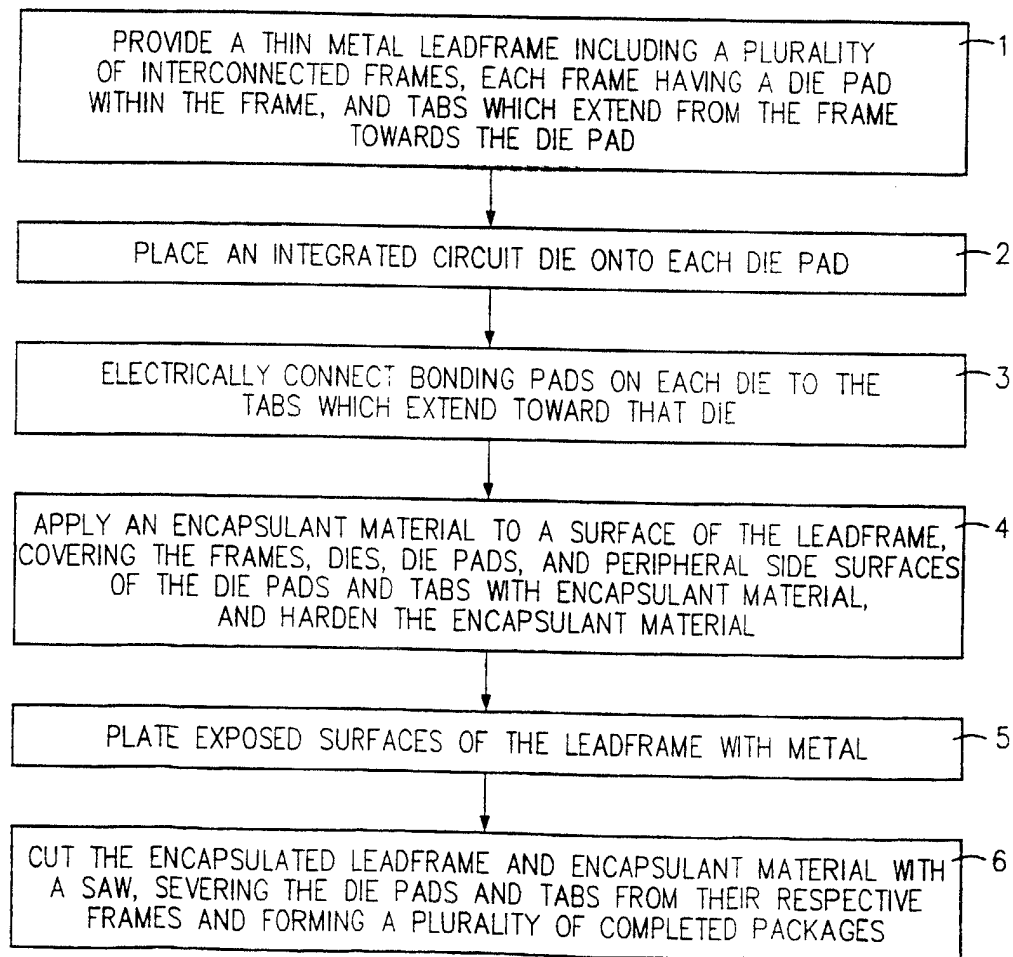 PROVIDE A THIN METAL LEADFRAME INCLUDING A PLURALITY
OF INTERCONNECTED FRAMES, EACH FRAME HAVING A DIE PAD
WITHIN THE FRAME, AND TABS WHICH EXTEND FROM THE FRAME
TOWARDS THE DIE PAD
1
PLACE AN INTEGRATED CIRCUIT DIE ONTO EACH DIE PAD
2
ELECTRICALLY CONNECT BONDING PADS ON EACH DIE TO THE
TABS WHICH EXTEND TOWARD THAT DIE
3
APPLY AN ENCAPSULANT MATERIAL TO A SURFACE OF THE LEADFRAME,
COVERING THE FRAMES, DIES, DIE PADS, AND PERIPHERAL SIDE SURFACES
OF THE DIE PADS AND TABS WITH ENCAPSULANT MATERIAL,
AND HARDEN THE ENCAPSULANT MATERIAL
4
PLATE EXPOSED SURFACES OF THE LEADFRAME WITH METAL
5
CUT THE ENCAPSULATED LEADFRAME AND ENCAPSULANT MATERIAL WITH
A SAW, SEVERING THE DIE PADS AND TABS FROM THEIR RESPECTIVE
FRAMES AND FORMING A PLURALITY OF COMPLETED PACKAGES
6